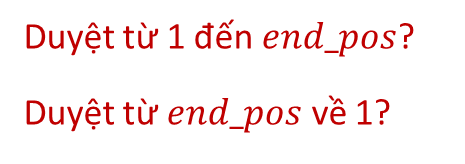 Duyệt từ 1 đến end_pos?
Duyệt từ end_pos về 1?